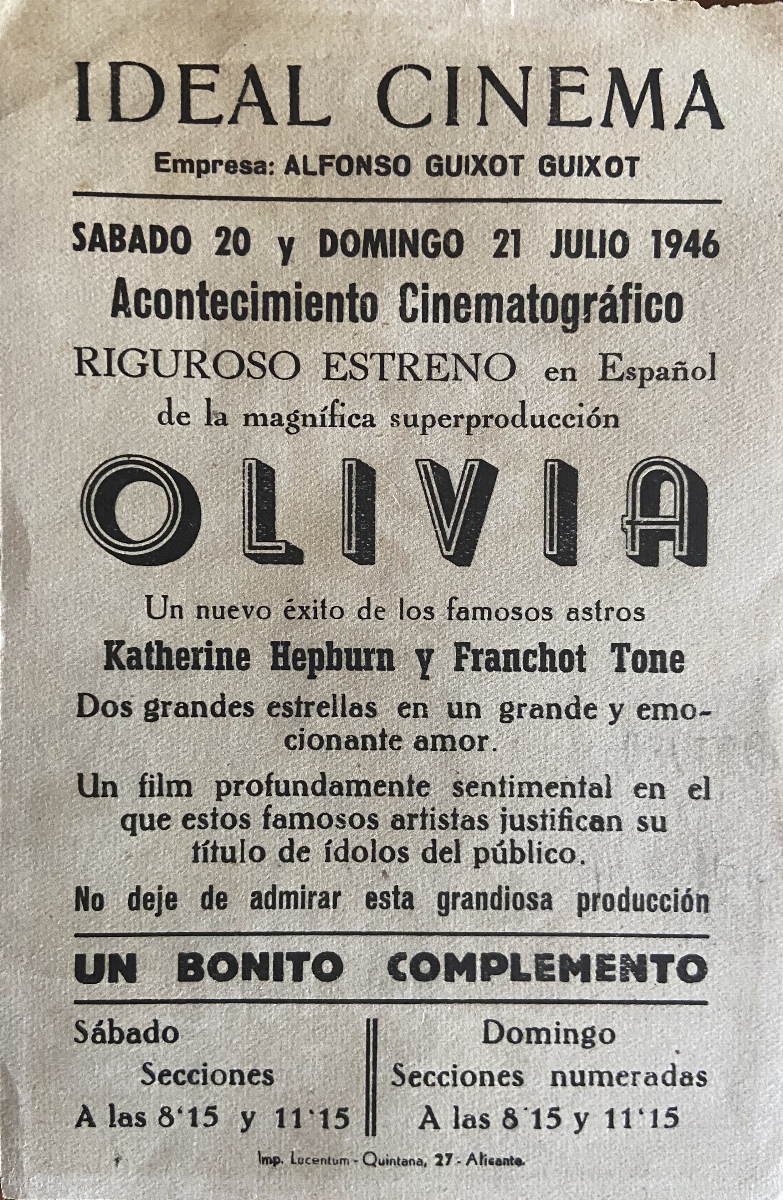 IDEAL CINEMA
Empresa: ALFONSO GUIXOT GUIXOT
SABADO 20 y DOMINGO 21 JULIO 1946
Acontecimiento Cinematográfico
RIGUROSO ESTRENO en Español
de la magnífica superproducción
OLIVIA
Un nuevo éxito de los famosos astros
Katherine Hepburn y Franchot Tone
Dos grandes estrellas en un grande y emo-
cionante amor.
Un film profundamente sentimental en el
que estos famosos artistas justifican su
título de ídolos del público.
No deje de admirar esta grandiosa producción
UN BONITO COMPLEMENTO
Sábado
Secciones
A las 8'15 y 11'15
Domingo
Secciones numeradas
A las 8'15 y 11'15
Imp. Lucentum - Quintana, 27 - Alicante.